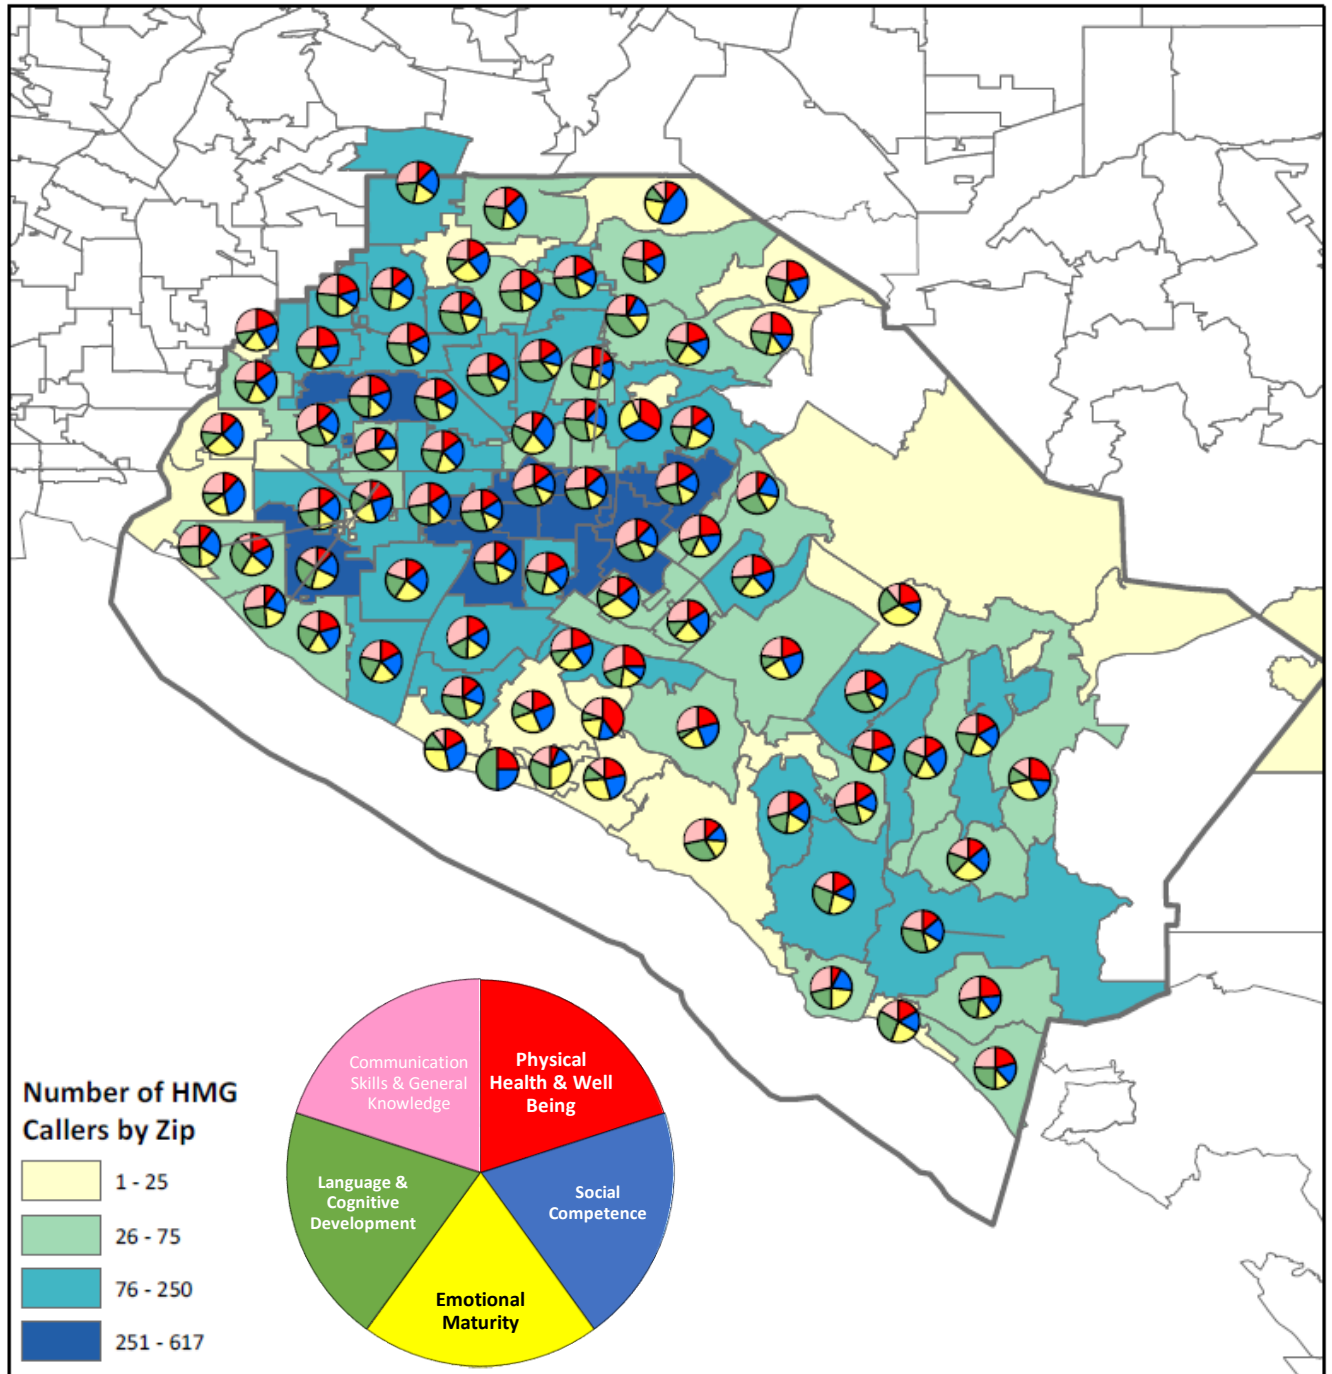 Communication
Skills & General
Knowledge
Physical
Health & Well
Being
Language &
Cognitive
Development
Social
Competence
Emotional
Maturity
Number of HMG
Callers by Zip
1 - 25
26 - 75
76 - 250
251 - 617